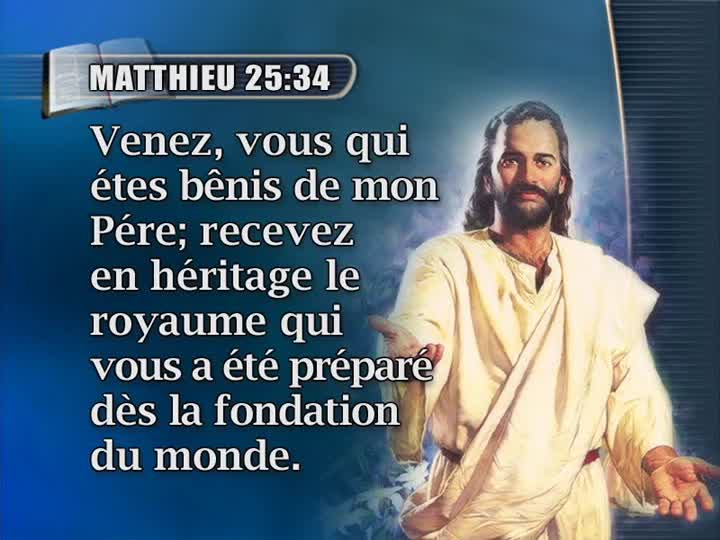 MATTHIEU 25:34
Venez, vous qui
étes bênis de mon
Pére; recevez
en héritage le
royaume qui
vous a été préparé
dès la fondation
du monde.